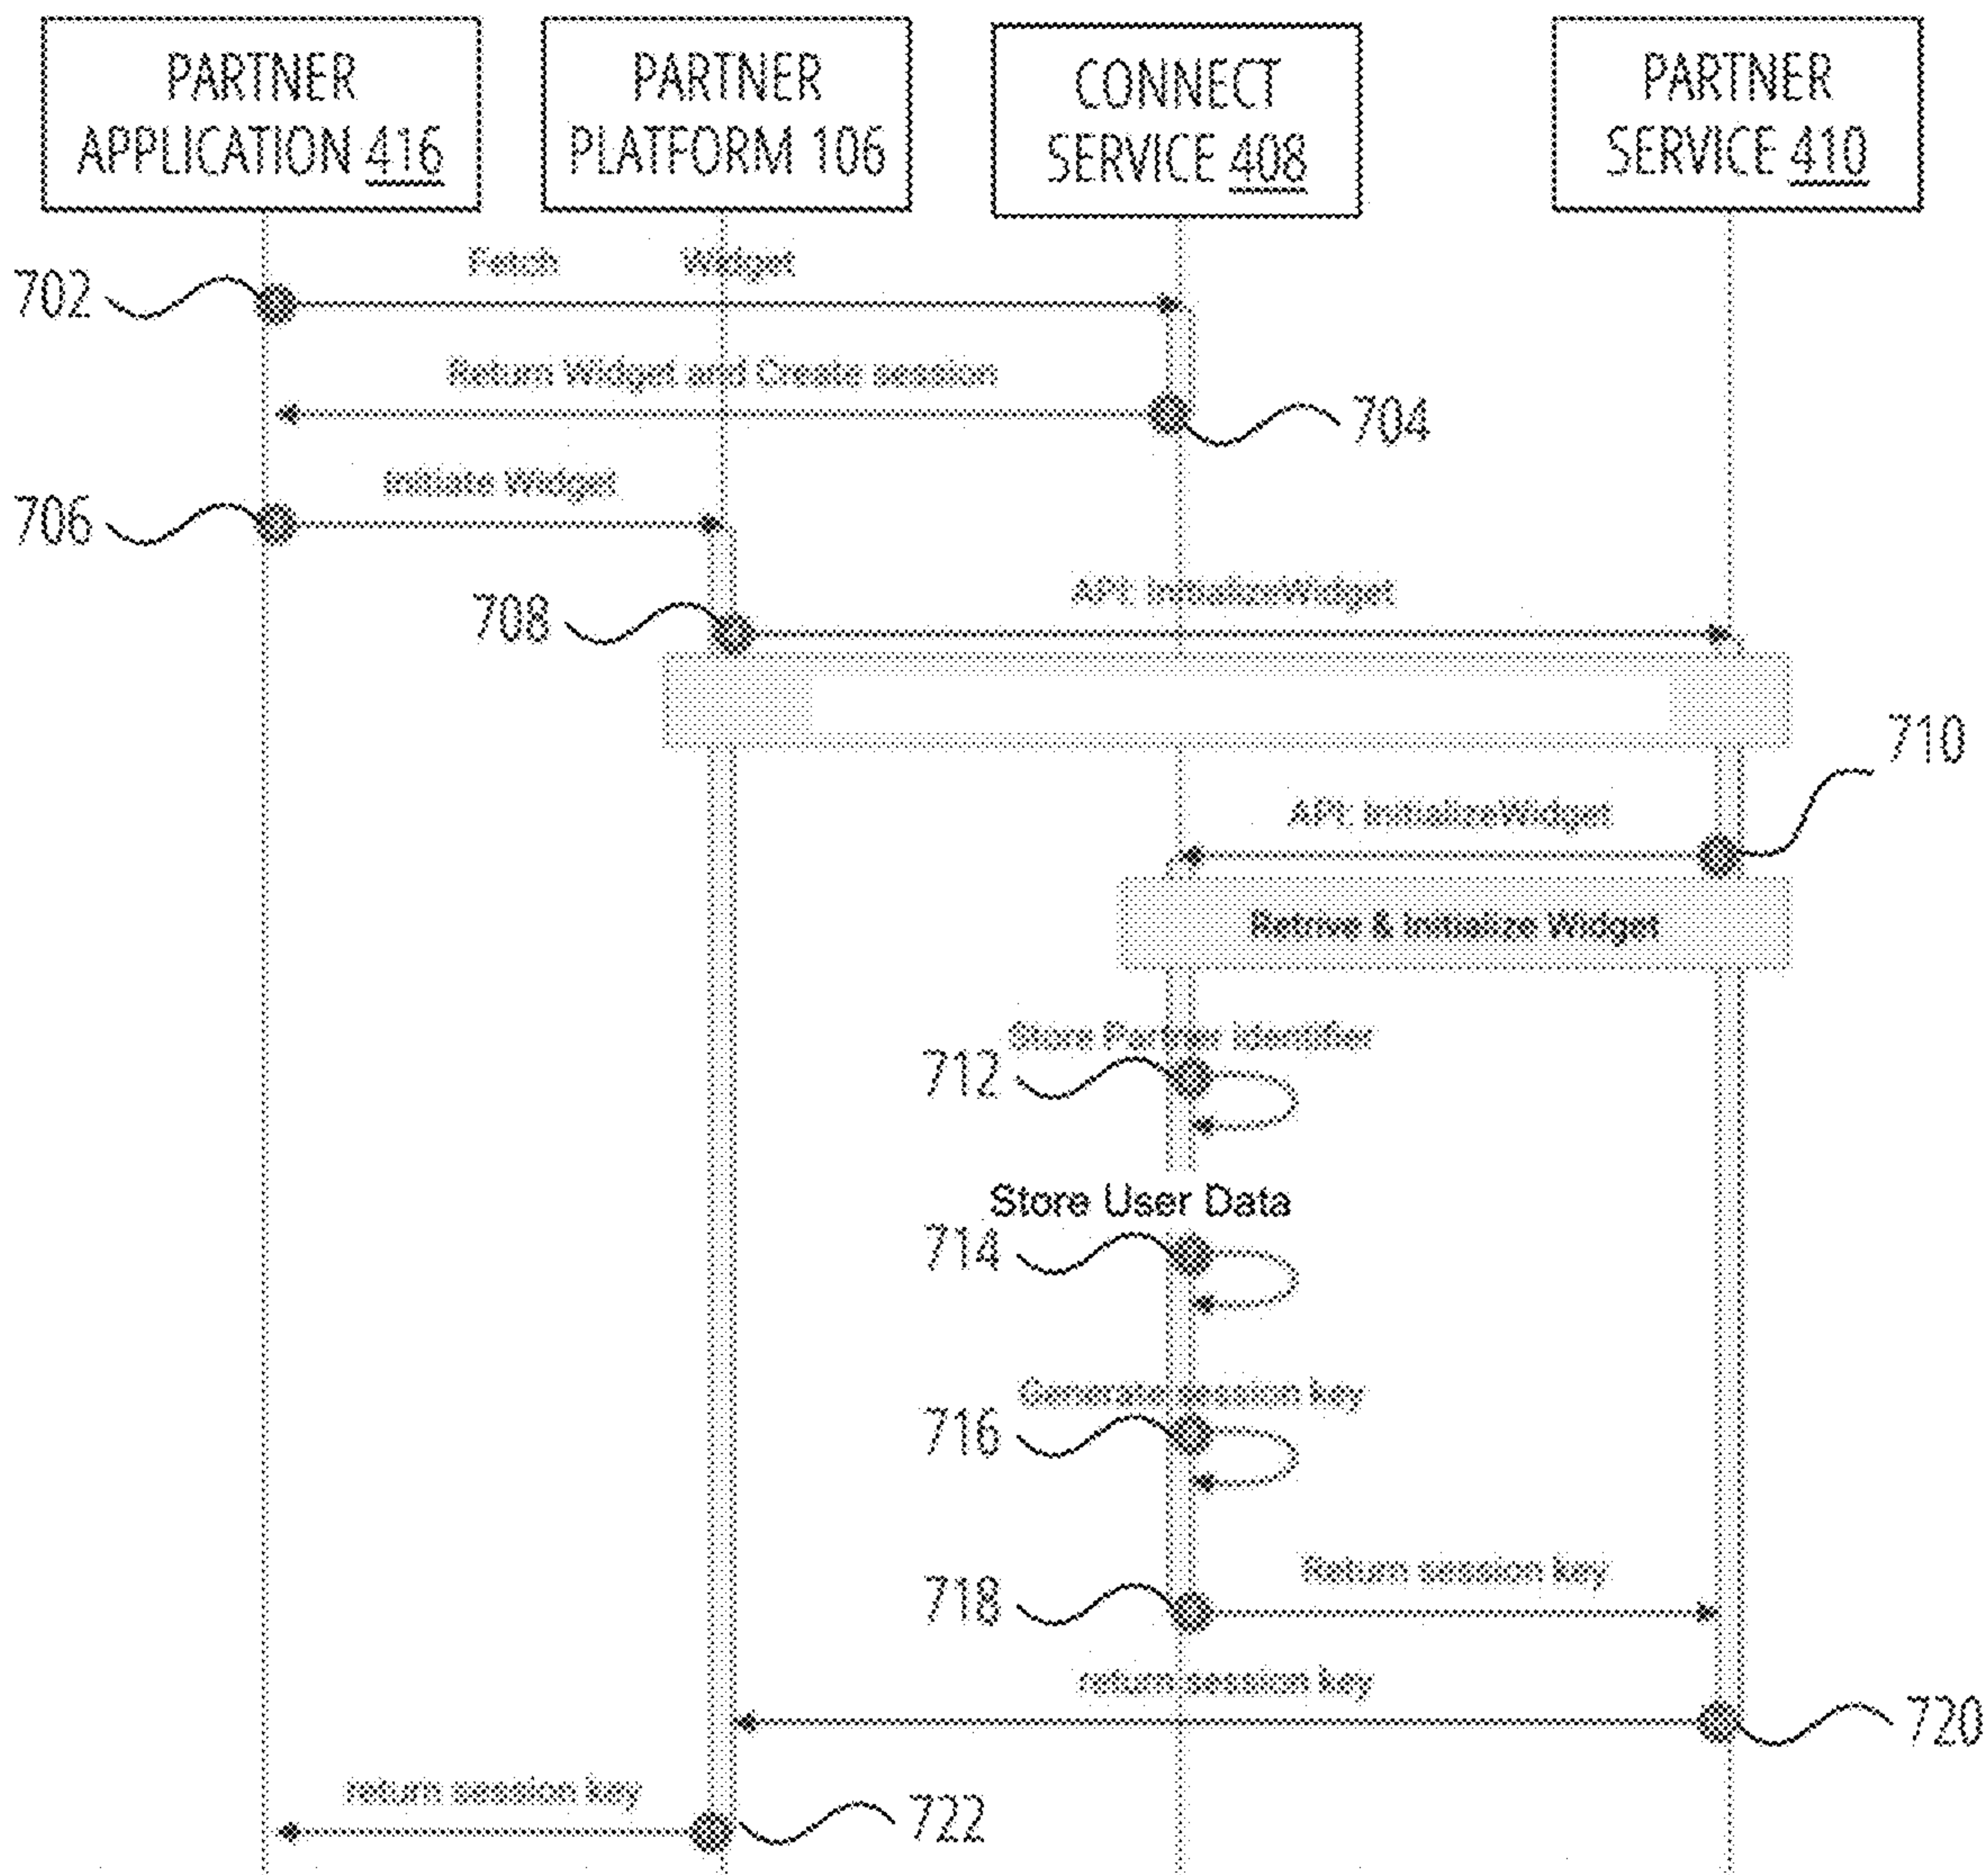 PARTNER
APPLICATION 416
PARTNER
PLATFORM 106
CONNECT
SERVICE 408
PARTNER
SERVICE 410
Fetch Widget
702
Return Widget and Create session
704
Initiate Widget
706
API: InitializeWidget
708
710
API: InitializeWidget
Retrive & Initialize Widget
Store Partner Identifier
712
Store User Data
714
Generate session key
716
Return session key
718
return session key
720
return session key
722